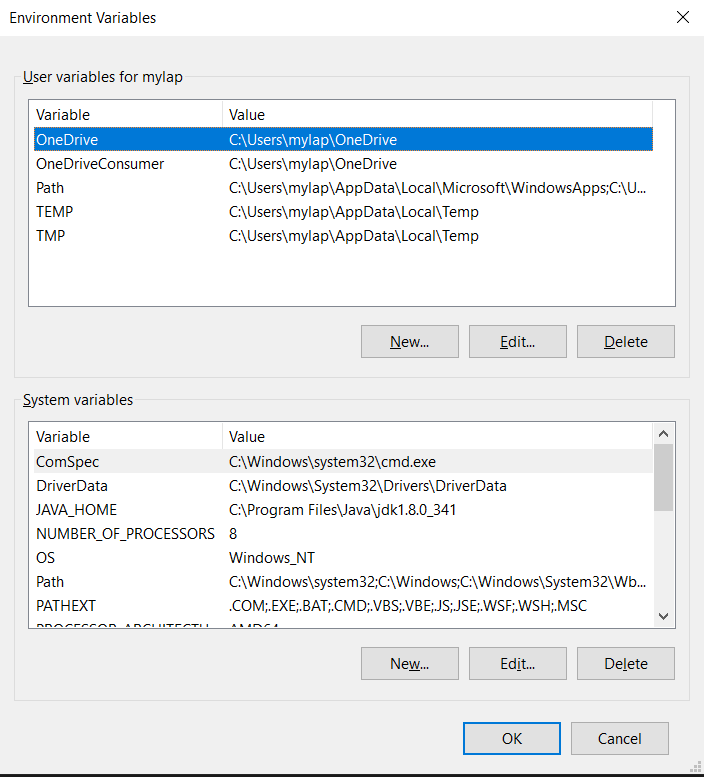 Environment Variables
User variables for mylap
Variable Value
OneDrive C:\Users\mylap\OneDrive
OneDriveConsumer C:\Users\mylap\OneDrive
Path C:\Users\mylap\AppData\Local\Microsoft\WindowsApps;C:\U...
TEMP C:\Users\mylap\AppData\Local\Temp
TMP C:\Users\mylap\AppData\Local\Temp
New... Edit... Delete
System variables
Variable Value
ComSpec C:\Windows\system32\cmd.exe
DriverData C:\Windows\System32\Drivers\DriverData
JAVA_HOME C:\Program Files\Java\jdk1.8.0_341
NUMBER_OF_PROCESSORS 8
OS Windows_NT
Path C:\Windows\system32;C:\Windows;C:\Windows\System32\Wb...
PATHEXT .COM;.EXE;.BAT;.CMD;.VBS;.VBE;.JS;.JSE;.WSF;.WSH;.MSC
PROCESSOR_ARCHITECTU... AMD64
New... Edit... Delete
OK Cancel